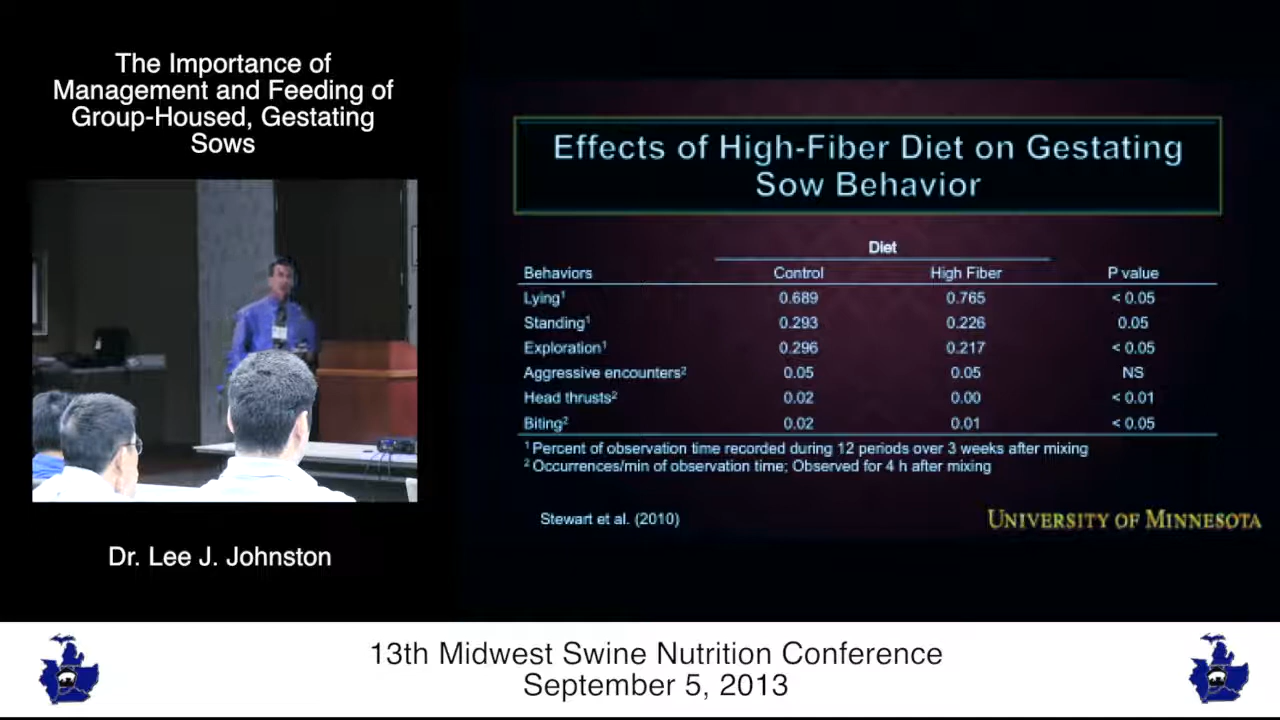 The Importance of
Management and Feeding of
Group-Housed, Gestating
Sows
Effects of High-Fiber Diet on Gestating
Sow Behavior
Diet
Behaviors Control High Fiber P value
Lying¹ 0.689 0.765 < 0.05
Standing¹ 0.293 0.226 0.05
Exploration¹ 0.296 0.217 < 0.05
Aggressive encounters² 0.05 0.05 NS
Head thrusts² 0.02 0.00 < 0.01
Biting² 0.02 0.01 < 0.05
¹ Percent of observation time recorded during 12 periods over 3 weeks after mixing
² Occurrences/min of observation time; Observed for 4 h after mixing
Stewart et al. (2010)
UNIVERSITY OF MINNESOTA
Dr. Lee J. Johnston
13th Midwest Swine Nutrition Conference
September 5, 2013